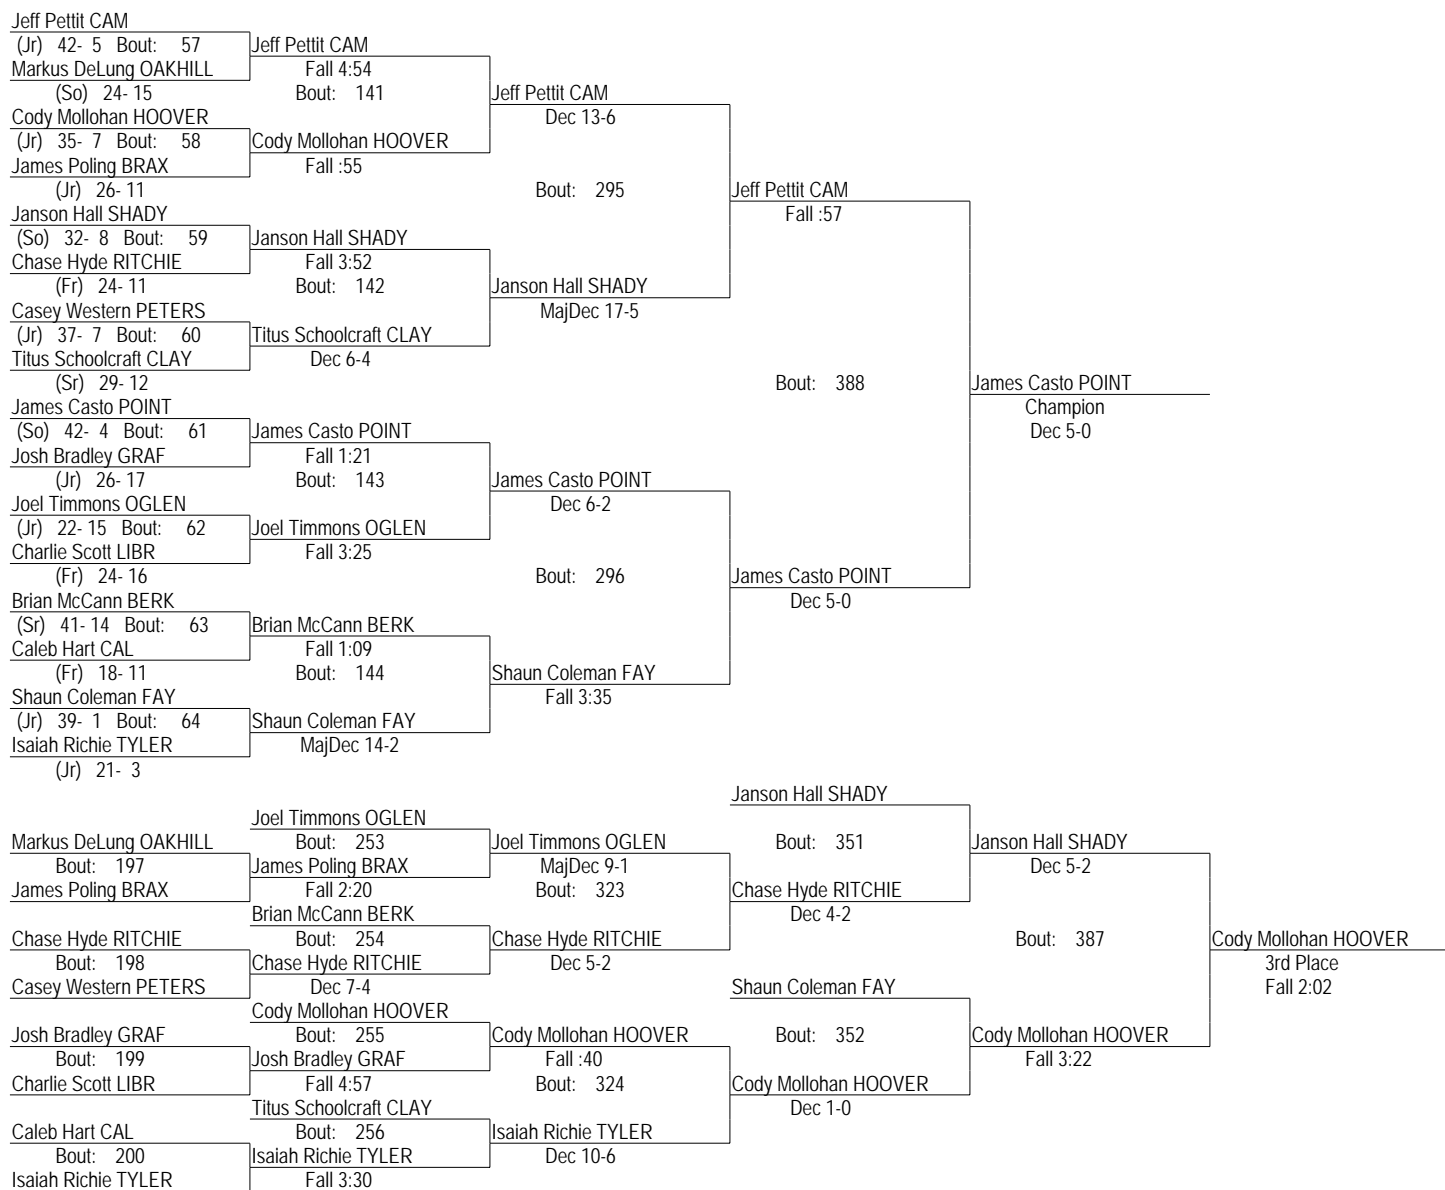 Jeff Pettit CAM
(Jr) 42- 5 Bout: 57 Jeff Pettit CAM
Markus DeLung OAKHILL Fall 4:54
(So) 24- 15 Bout: 141 Jeff Pettit CAM
Cody Mollohan HOOVER Dec 13-6
(Jr) 35- 7 Bout: 58 Cody Mollohan HOOVER
James Poling BRAX Fall :55
(Jr) 26- 11 Bout: 295 Jeff Pettit CAM
Janson Hall SHADY Fall :57
(So) 32- 8 Bout: 59 Janson Hall SHADY
Chase Hyde RITCHIE Fall 3:52
(Fr) 24- 11 Bout: 142 Janson Hall SHADY
Casey Western PETERS MajDec 17-5
(Jr) 37- 7 Bout: 60 Titus Schoolcraft CLAY
Titus Schoolcraft CLAY Dec 6-4
(Sr) 29- 12 Bout: 388 James Casto POINT
James Casto POINT Champion
(So) 42- 4 Bout: 61 James Casto POINT Dec 5-0
Josh Bradley GRAF Fall 1:21
(Jr) 26- 17 Bout: 143 James Casto POINT
Joel Timmons OGLEN Dec 6-2
(Jr) 22- 15 Bout: 62 Joel Timmons OGLEN
Charlie Scott LIBR Fall 3:25
(Fr) 24- 16 Bout: 296 James Casto POINT
Brian McCann BERK Dec 5-0
(Sr) 41- 14 Bout: 63 Brian McCann BERK
Caleb Hart CAL Fall 1:09
(Fr) 18- 11 Bout: 144 Shaun Coleman FAY
Shaun Coleman FAY Fall 3:35
(Jr) 39- 1 Bout: 64 Shaun Coleman FAY
Isaiah Richie TYLER MajDec 14-2
(Jr) 21- 3
Janson Hall SHADY
Joel Timmons OGLEN
Markus DeLung OAKHILL Bout: 253 Joel Timmons OGLEN Bout: 351 Janson Hall SHADY
Bout: 197 James Poling BRAX MajDec 9-1 Dec 5-2
James Poling BRAX Fall 2:20 Bout: 323 Chase Hyde RITCHIE
Brian McCann BERK Dec 4-2
Chase Hyde RITCHIE Bout: 254 Chase Hyde RITCHIE Bout: 387 Cody Mollohan HOOVER
Bout: 198 Chase Hyde RITCHIE Dec 5-2 3rd Place
Casey Western PETERS Dec 7-4 Shaun Coleman FAY Fall 2:02
Cody Mollohan HOOVER
Josh Bradley GRAF Bout: 255 Cody Mollohan HOOVER Bout: 352 Cody Mollohan HOOVER
Bout: 199 Josh Bradley GRAF Fall :40 Fall 3:22
Charlie Scott LIBR Fall 4:57 Bout: 324 Cody Mollohan HOOVER
Titus Schoolcraft CLAY Dec 1-0
Caleb Hart CAL Bout: 256 Isaiah Richie TYLER
Bout: 200 Isaiah Richie TYLER Dec 10-6
Isaiah Richie TYLER Fall 3:30